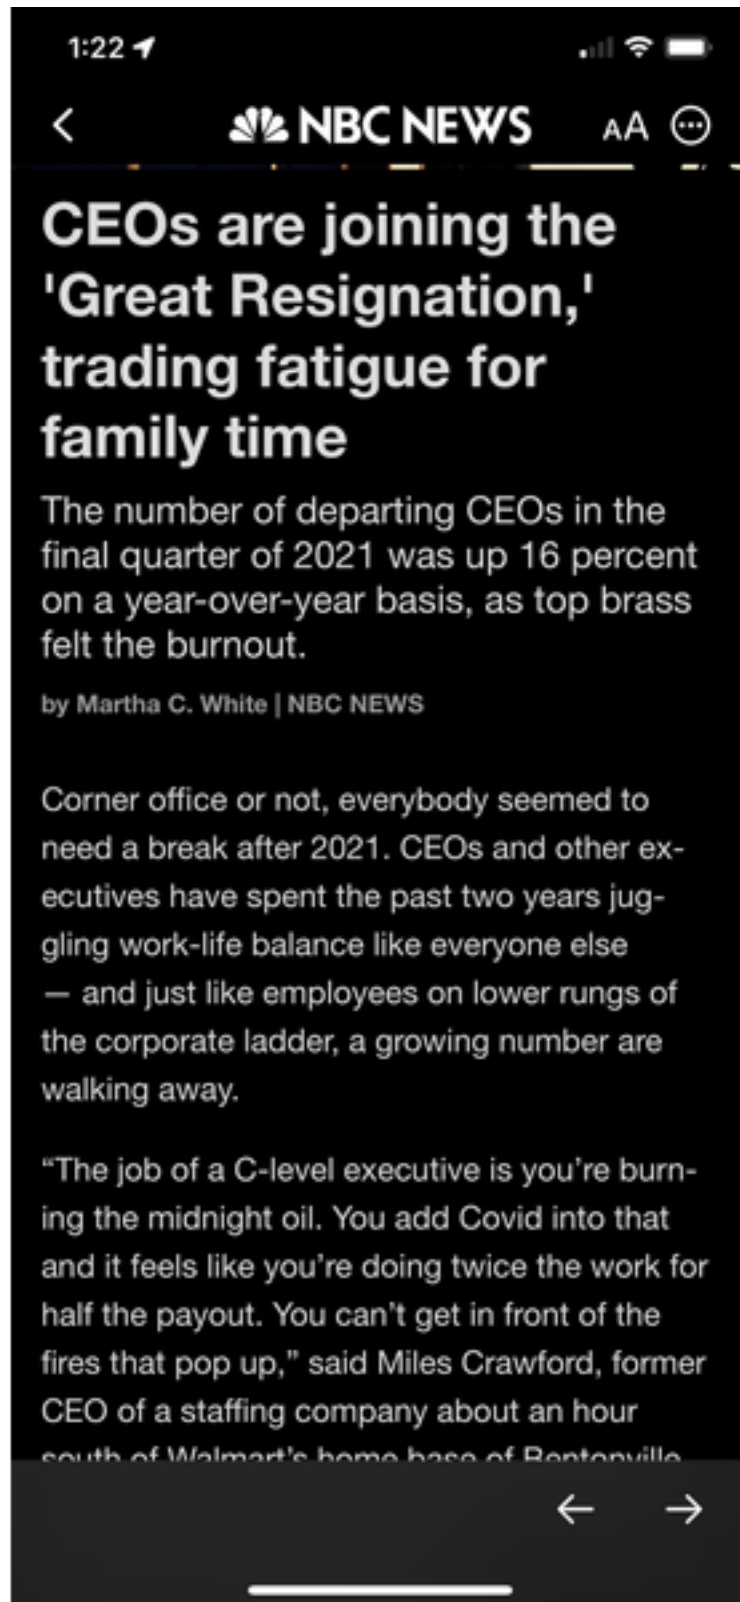 1:22
NBC NEWS
AA
CEOs are joining the
'Great Resignation,'
trading fatigue for
family time
The number of departing CEOs in the
final quarter of 2021 was up 16 percent
on a year-over-year basis, as top brass
felt the burnout.
by Martha C. White | NBC NEWS
Corner office or not, everybody seemed to
need a break after 2021. CEOs and other ex-
ecutives have spent the past two years jug-
gling work-life balance like everyone else
— and just like employees on lower rungs of
the corporate ladder, a growing number are
walking away.
“The job of a C-level executive is you’re burn-
ing the midnight oil. You add Covid into that
and it feels like you’re doing twice the work for
half the payout. You can’t get in front of the
fires that pop up,” said Miles Crawford, former
CEO of a staffing company about an hour
south of Walmart’s home base of Bentonville